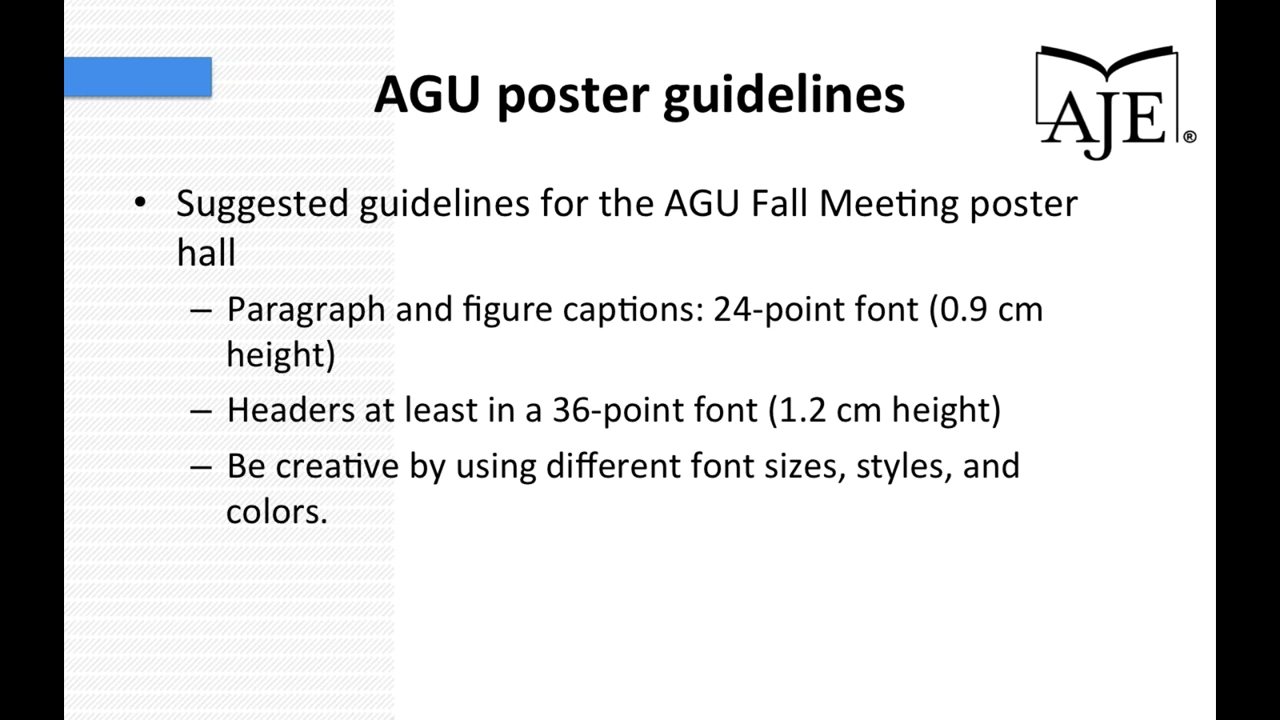 AGU poster guidelines
AJE®
• Suggested guidelines for the AGU Fall Meeting poster
hall
– Paragraph and figure captions: 24-point font (0.9 cm
height)
– Headers at least in a 36-point font (1.2 cm height)
– Be creative by using different font sizes, styles, and
colors.